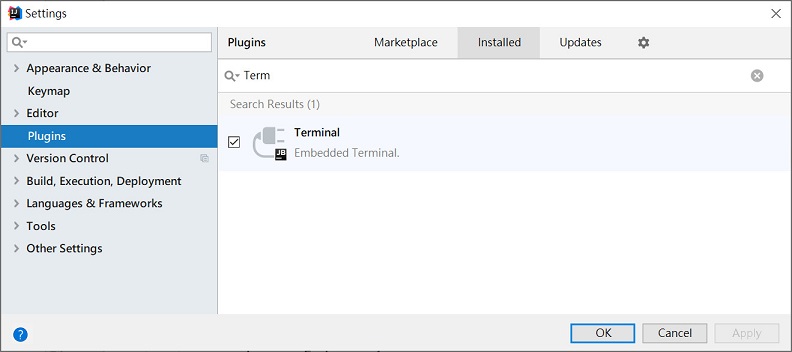 Settings
Plugins Marketplace Installed Updates
Appearance & Behavior
Keymap
Editor
Plugins
Version Control
Build, Execution, Deployment
Languages & Frameworks
Tools
Other Settings
Term
Search Results (1)
Terminal
JB
Embedded Terminal.
?
OK Cancel Apply